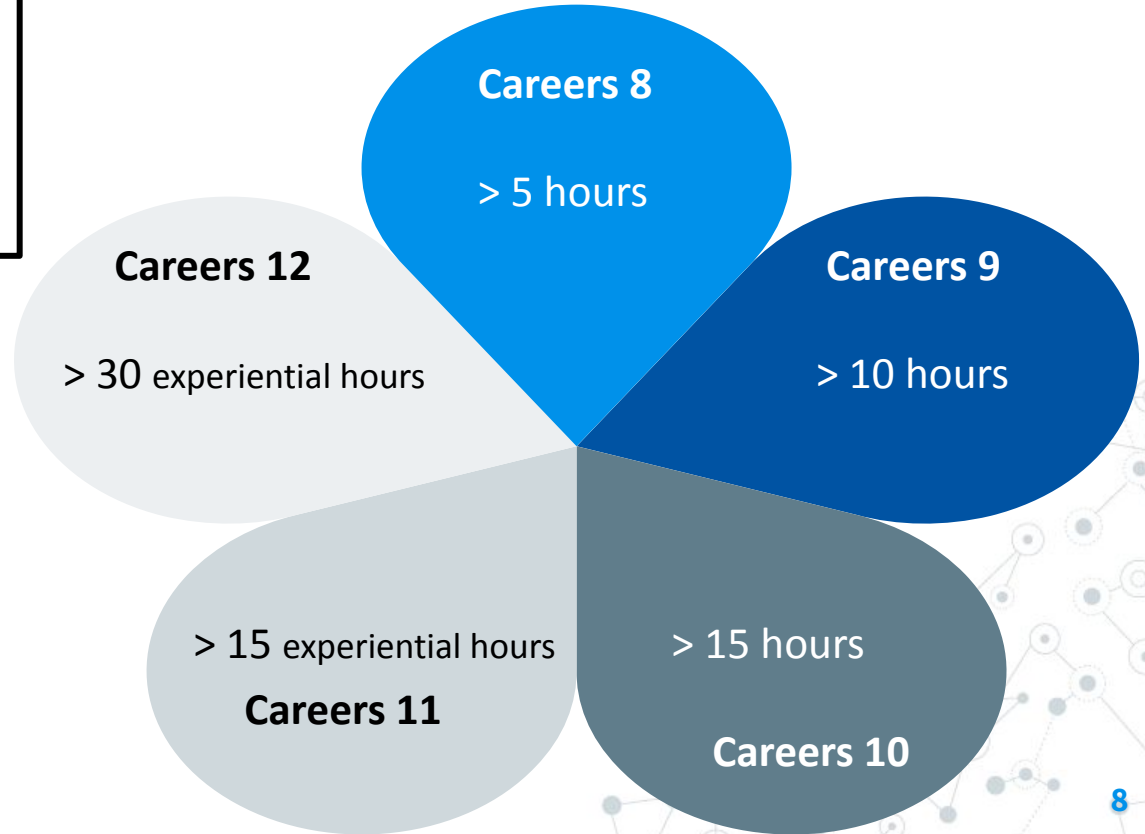 Careers 8
> 5 hours
Careers 9
> 10 hours
> 15 hours
Careers 10
> 15 experiential hours
Careers 11
Careers 12
> 30 experiential hours
8